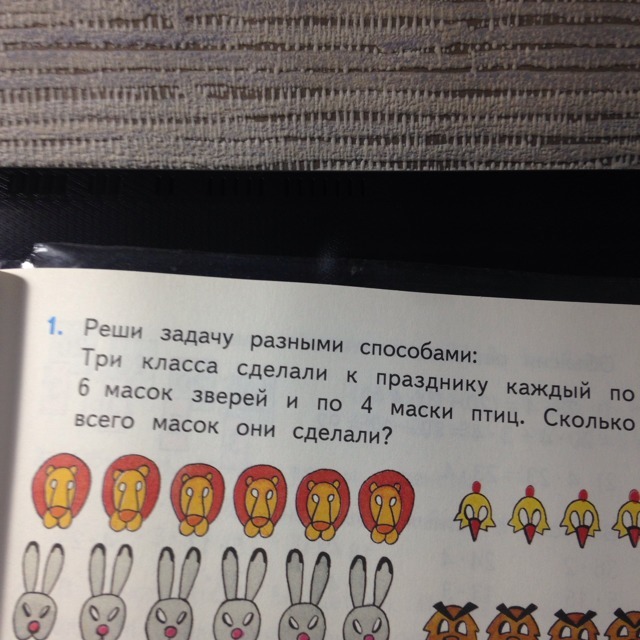 1. Реши задачу разными способами:
Три класса сделали к празднику каждый по
6 масок зверей и по 4 маски птиц. Сколько
всего масок они сделали?